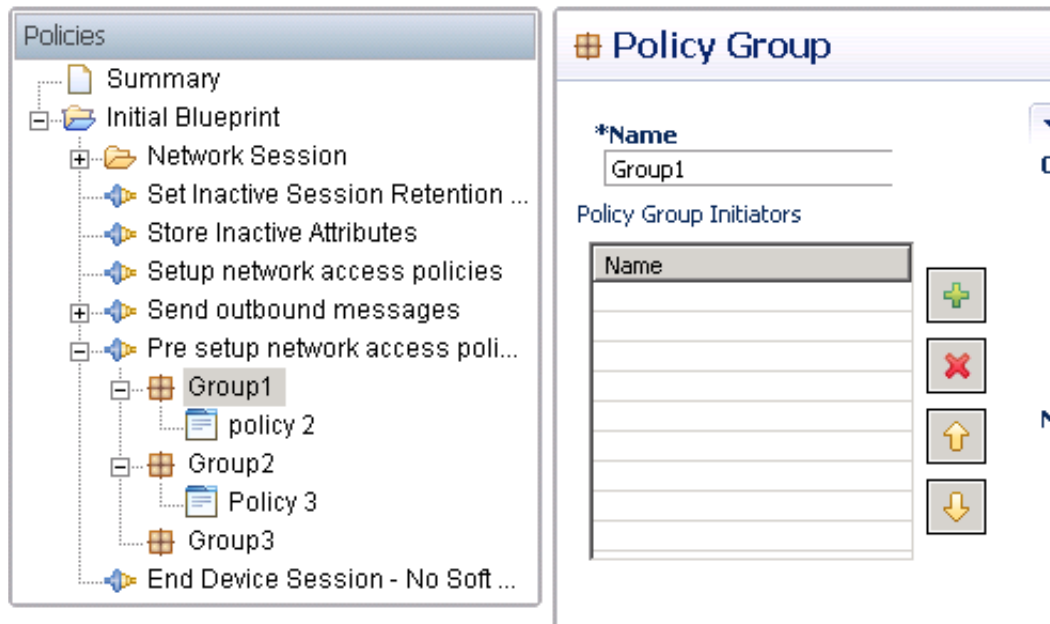 Policies
Summary
Initial Blueprint
Network Session
Set Inactive Session Retention ...
Store Inactive Attributes
Setup network access policies
Send outbound messages
Pre setup network access poli...
Group1
policy 2
Group2
Policy 3
Group3
End Device Session - No Soft ...
Policy Group
*Name
Group1
Policy Group Initiators
Name